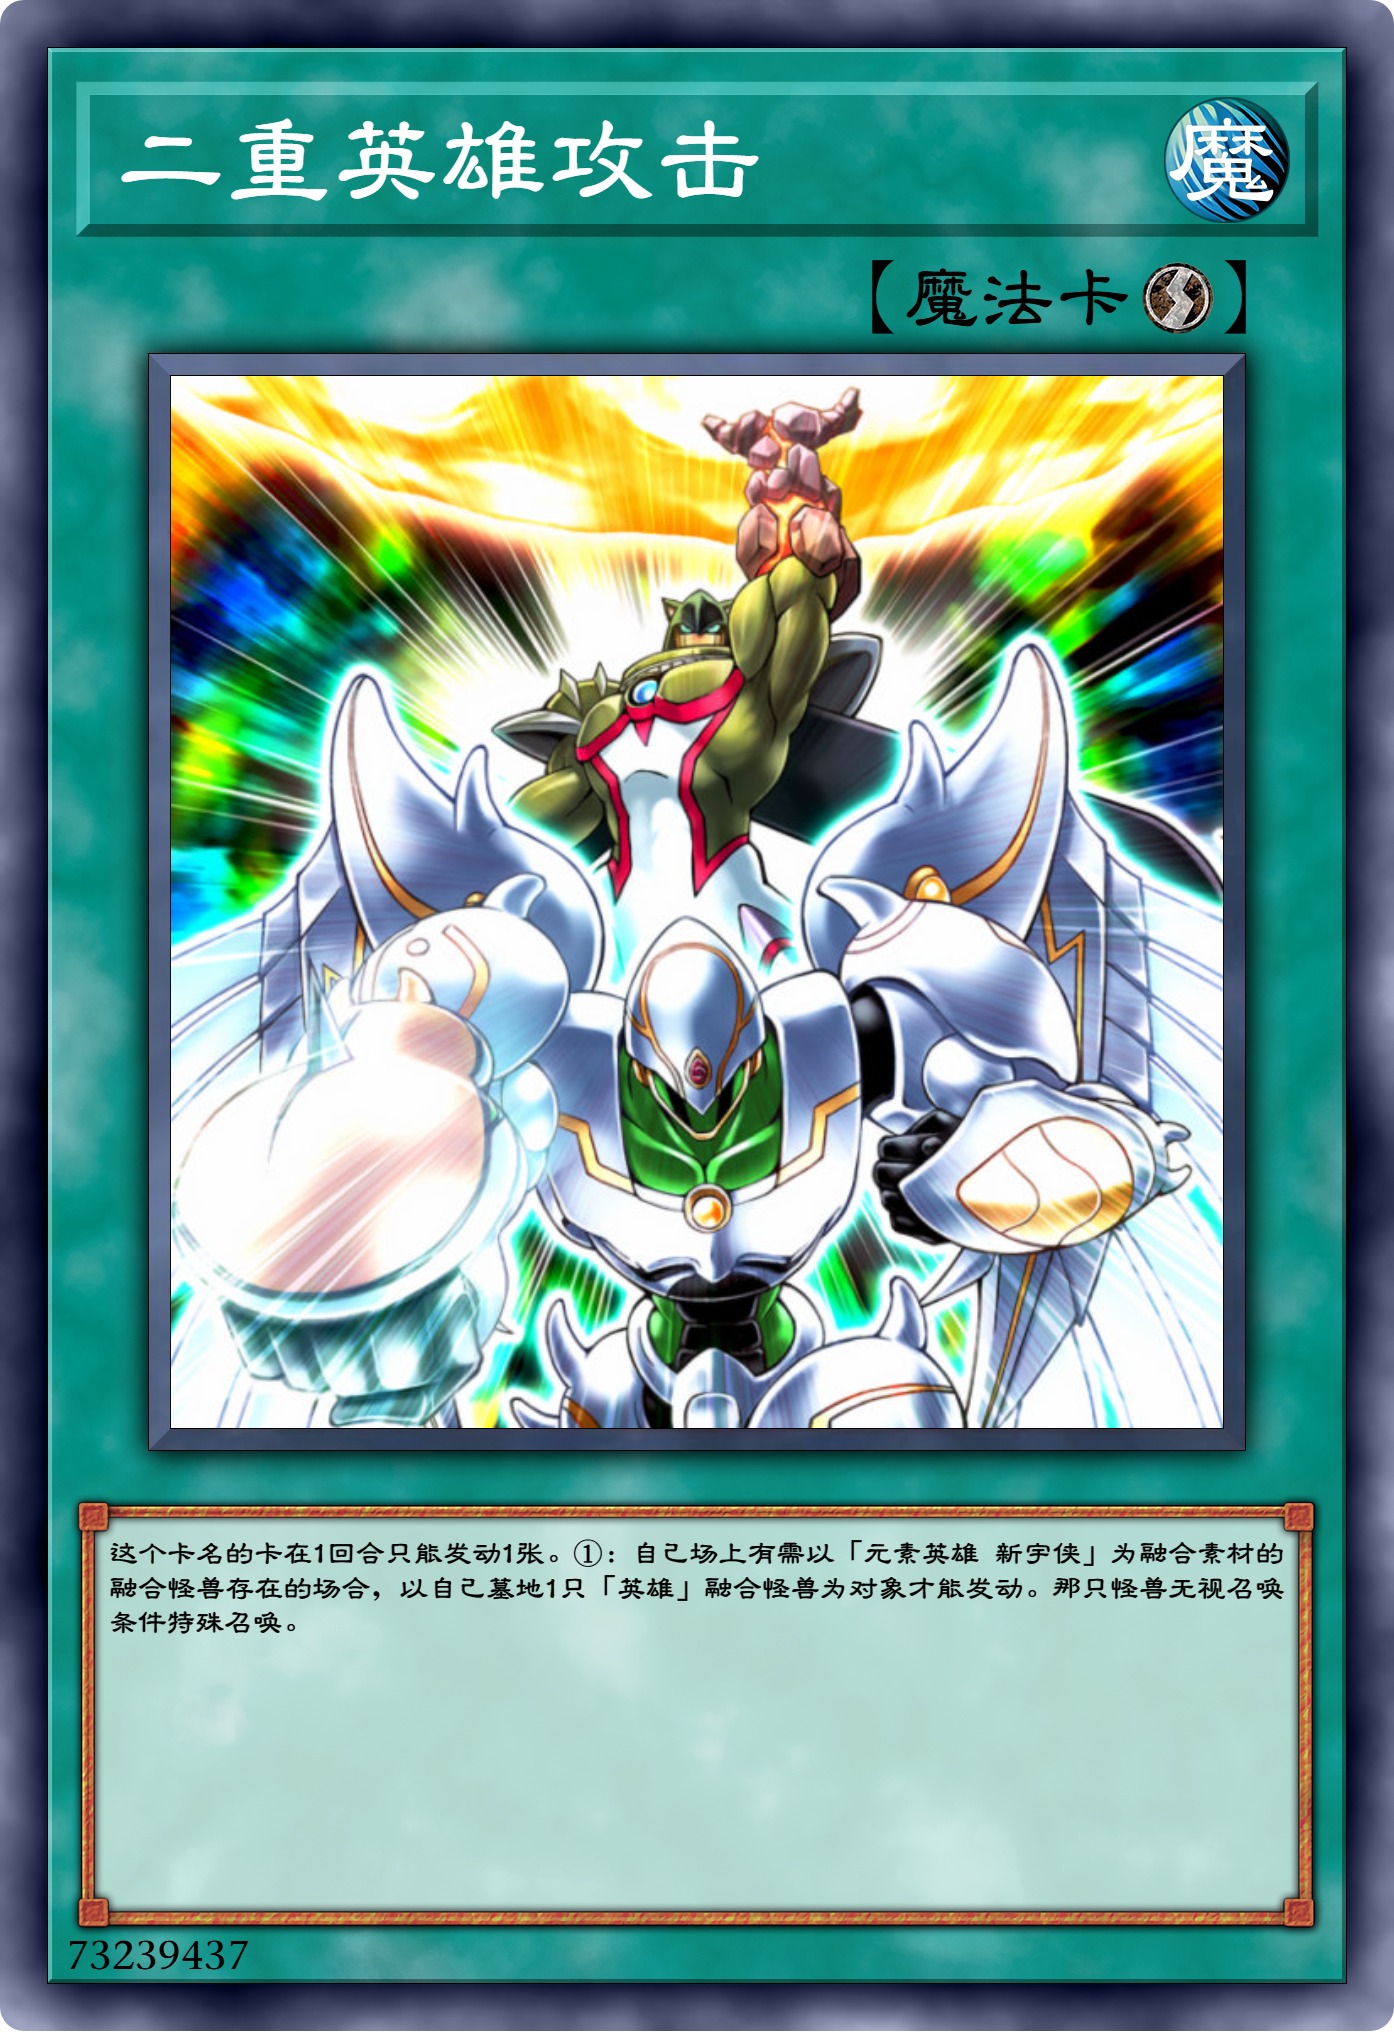 二重英雄攻击
魔
【魔法卡】
这个卡名的卡在1回合只能发动1张。①：自己场上有需以「元素英雄 新宇侠」为融合素材的
融合怪兽存在的场合，以自己墓地1只「英雄」融合怪兽为对象才能发动。那只怪兽无视召唤
条件特殊召唤。
73239437